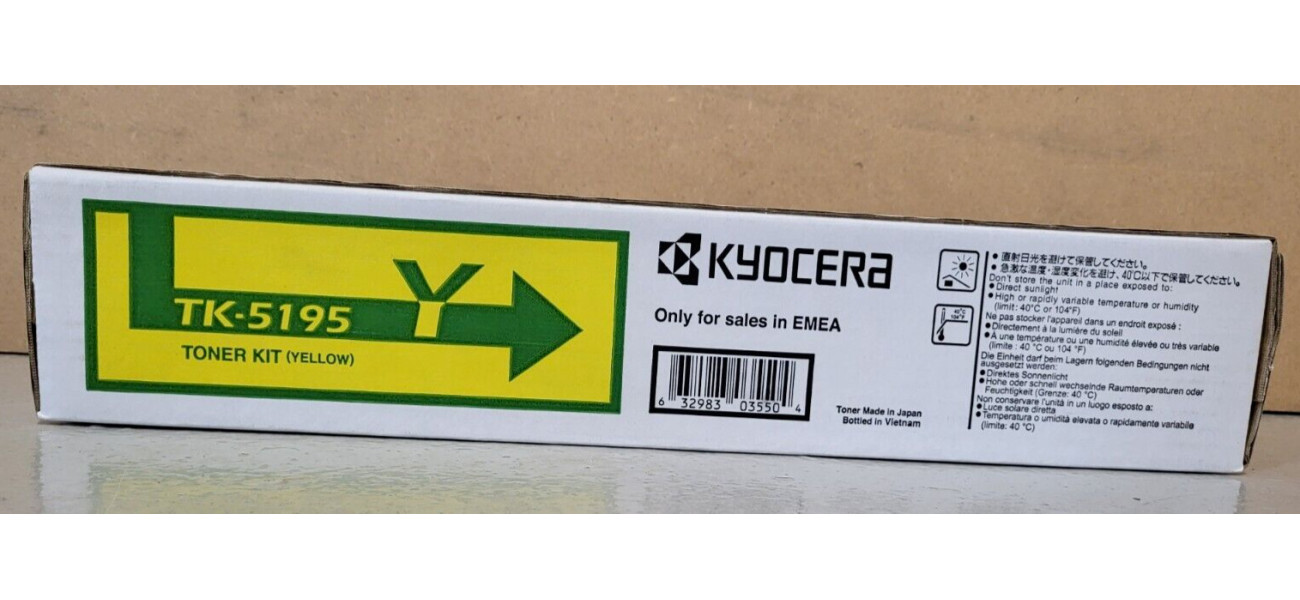 TK-5195
Y
TONER KIT (YELLOW)
KYOCERA
Only for sales in EMEA
6 32983 03550 4
Toner Made in Japan
Bottled in Vietnam
40°C
104°F
● 直射日光を避けて保管してください。
● 急激な温度・湿度変化を避け、40℃以下で保管してください。
Don't store the unit in a place exposed to:
●Direct sunlight
●High or rapidly variable temperature or humidity
(limit: 40°C or 104°F)
Ne pas stocker l'appareil dans un endroit exposé :
●Directement à la lumière du soleil
●À une température ou une humidité élevée ou très variable
(limite : 40 °C ou 104 °F)
Die Einheit darf beim Lagern folgenden Bedingungen nicht
ausgesetzt werden:
●Direktes Sonnenlicht
●Hohe oder schnell wechselnde Raumtemperaturen oder
Feuchtigkeit (Grenze: 40 °C)
Non conservare l'unità in un luogo esposto a:
●Luce solare diretta
●Temperatura o umidità elevata o rapidamente variabile
(limite: 40 °C)